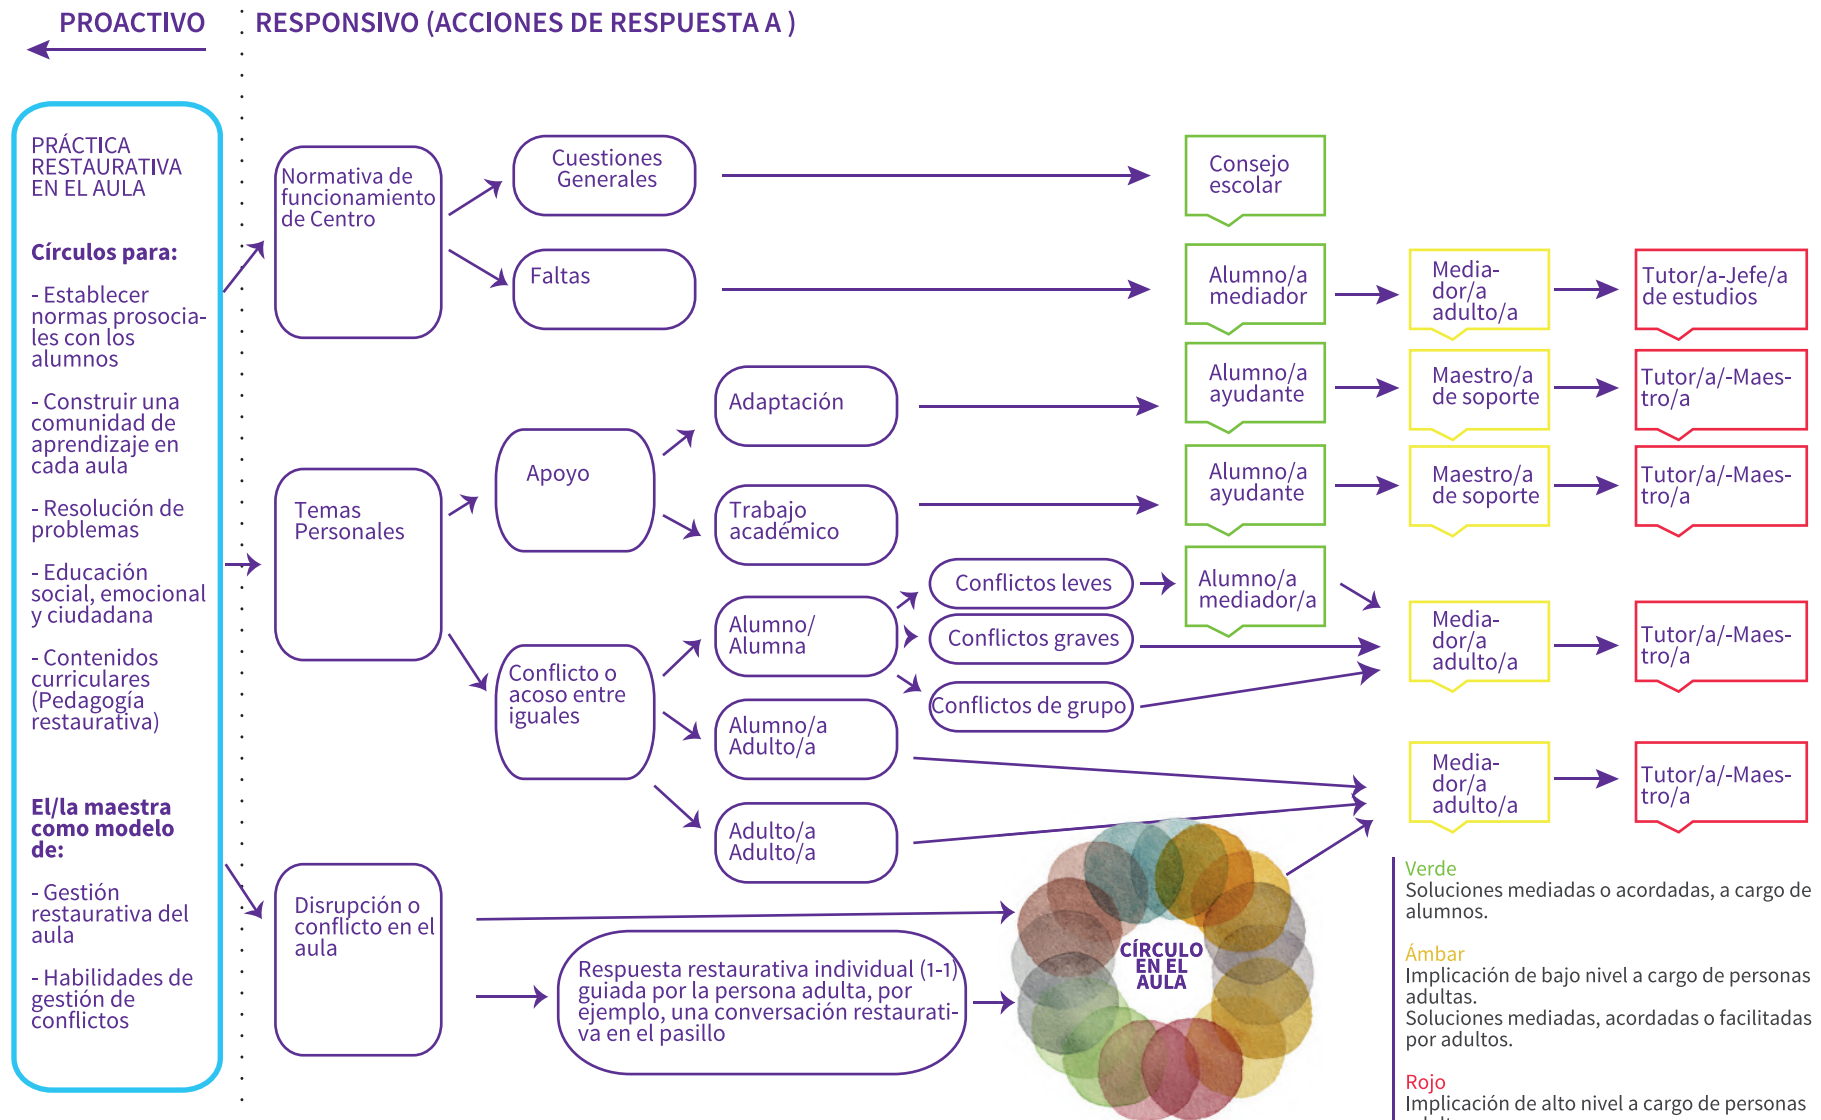 PROACTIVO
RESPONSIVO (ACCIONES DE RESPUESTA A )
PRÁCTICA
RESTAURATIVA
EN EL AULA
Círculos para:
- Establecer
normas prosocia-
les con los
alumnos
- Construir una
comunidad de
aprendizaje en
cada aula
- Resolución de
problemas
- Educación
social, emocional
y ciudadana
- Contenidos
curriculares
(Pedagogía
restaurativa)
El/la maestra
como modelo
de:
- Gestión
restaurativa del
aula
- Habilidades de
gestión de
conflictos
Normativa de
funcionamiento
de Centro
Cuestiones
Generales
Consejo
escolar
Faltas
Alumno/a
mediador
Media-
dor/a
adulto/a
Tutor/a-Jefe/a
de estudios
Temas
Personales
Apoyo
Adaptación
Alumno/a
ayudante
Maestro/a
de soporte
Tutor/a/-Maes-
tro/a
Trabajo
académico
Alumno/a
ayudante
Maestro/a
de soporte
Tutor/a/-Maes-
tro/a
Conflicto o
acoso entre
iguales
Alumno/
Alumna
Conflictos leves
Alumno/a
mediador/a
Conflictos graves
Conflictos de grupo
Media-
dor/a
adulto/a
Tutor/a/-Maes-
tro/a
Alumno/a
Adulto/a
Adulto/a
Adulto/a
Media-
dor/a
adulto/a
Tutor/a/-Maes-
tro/a
Disrupción o
conflicto en el
aula
Respuesta restaurativa individual (1-1)
guiada por la persona adulta, por
ejemplo, una conversación restaurati-
va en el pasillo
CÍRCULO
EN EL
AULA
Verde
Soluciones mediadas o acordadas, a cargo de
alumnos.
Ámbar
Implicación de bajo nivel a cargo de personas
adultas.
Soluciones mediadas, acordadas o facilitadas
por adultos.
Rojo
Implicación de alto nivel a cargo de personas